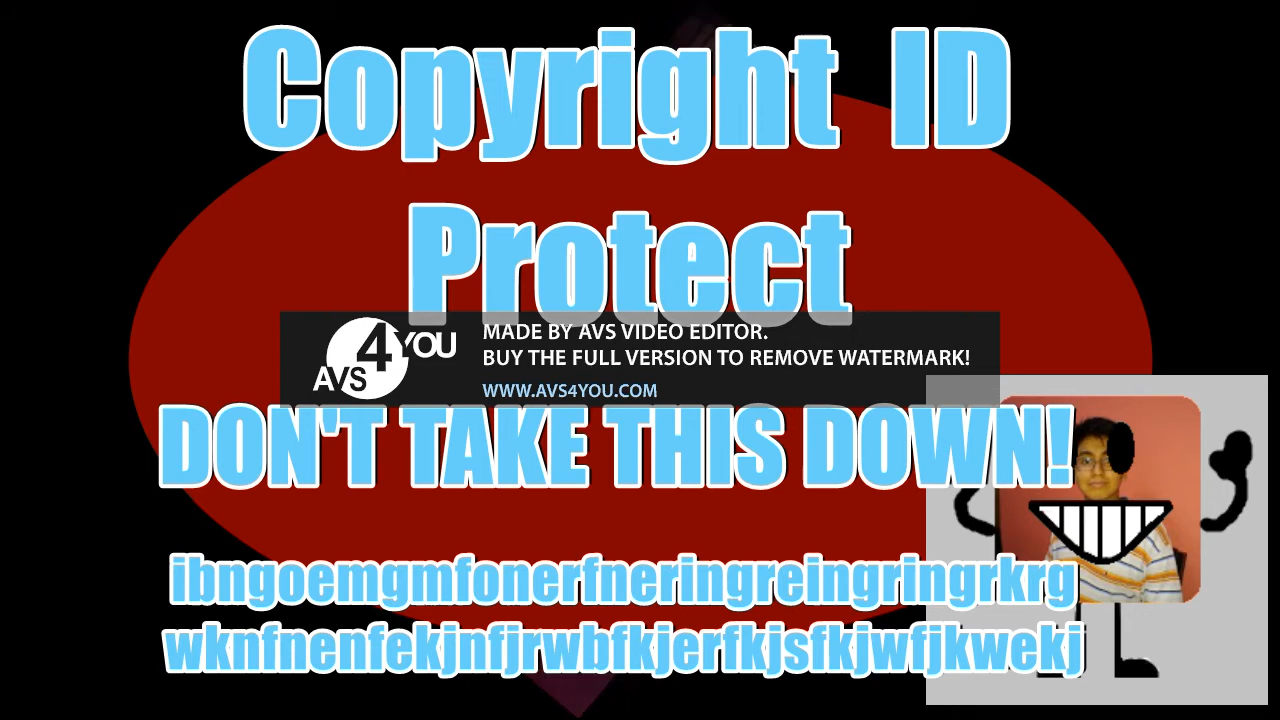 Copyright ID
Protect
AVS4YOU
MADE BY AVS VIDEO EDITOR.
BUY THE FULL VERSION TO REMOVE WATERMARK!
WWW.AVS4YOU.COM
DON'T TAKE THIS DOWN!
ibngoemgmfonerfneringreingringrkrg
wknfnenfekjnfjrwbfkjerfkjsfkjwfjkwekj